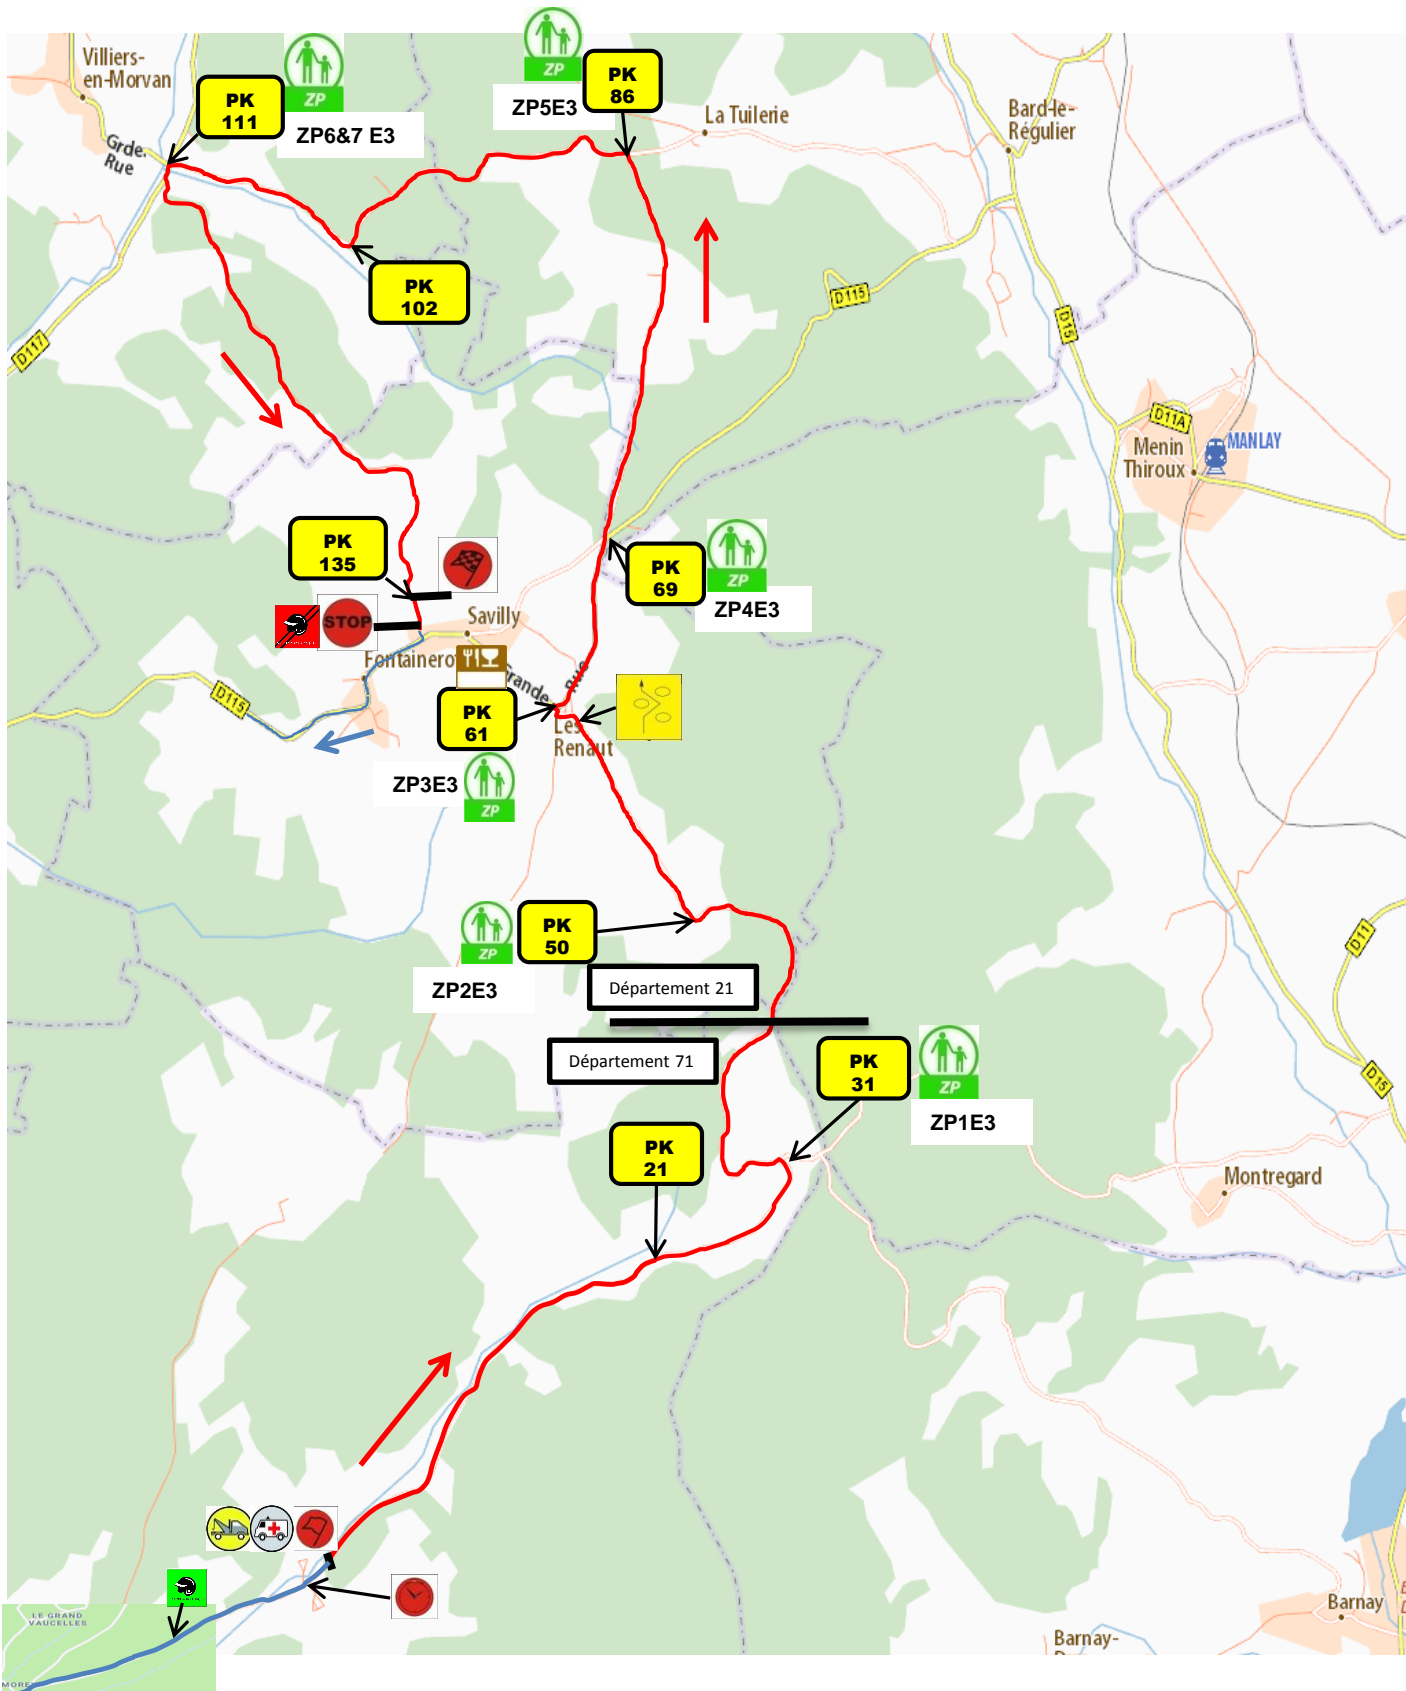 Villiers-
en-Morvan
PK
111
ZP
ZP6&7 E3
Grde.
Rue
ZP
ZP5E3
PK
86
La Tuilerie
Bard-le-
Régulier
PK
102
D115
D15
D117
D11A
Menin
Thiroux
MANLAY
PK
135
STOP
Savilly
Fontainero
PK
69
ZP
ZP4E3
Grande
Rue
D115
PK
61
Les
Renaut
ZP3E3
ZP
PK
50
ZP
ZP2E3
Département 21
D11
Département 71
PK
31
ZP
ZP1E3
D15
PK
21
Montregard
LE GRAND
VAUCELLES
Barnay
Barnay-